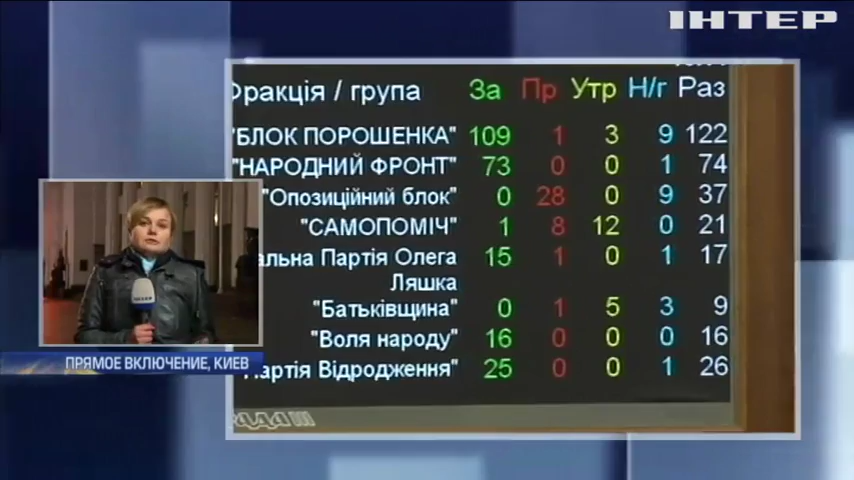 ІНТЕР
Фракція / група За Пр Утр Н/г Раз
"БЛОК ПОРОШЕНКА" 109 1 3 9 122
"НАРОДНИЙ ФРОНТ" 73 0 0 1 74
"Опозиційний блок" 0 28 0 9 37
"САМОПОМІЧ" 1 8 12 0 21
альна Партія Олега 15 1 0 1 17
Ляшка
"Батьківщина" 0 1 5 3 9
"Воля народу" 16 0 0 0 16
Партія Відродження" 25 0 0 1 26
ПРЯМОЕ ВКЛЮЧЕНИЕ, КИЕВ